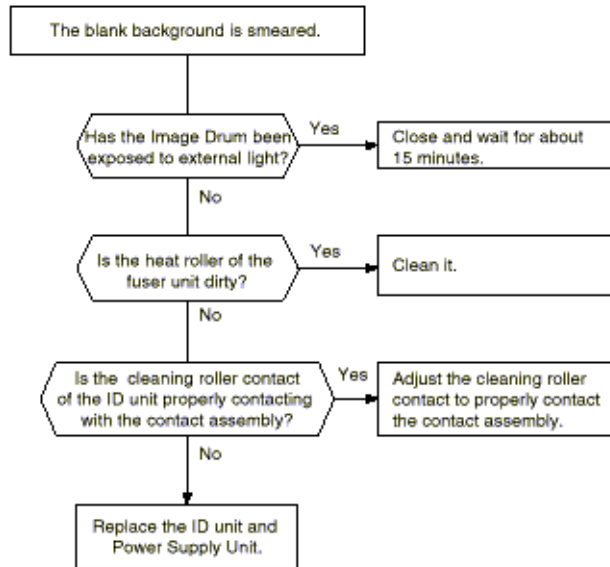 The blank background is smeared.
Has the Image Drum been
exposed to external light?
Yes
Close and wait for about
15 minutes.
No
Is the heat roller of the
fuser unit dirty?
Yes
Clean it.
No
Is the cleaning roller contact
of the ID unit properly contacting
with the contact assembly?
Yes
Adjust the cleaning roller
contact to properly contact
the contact assembly.
No
Replace the ID unit and
Power Supply Unit.